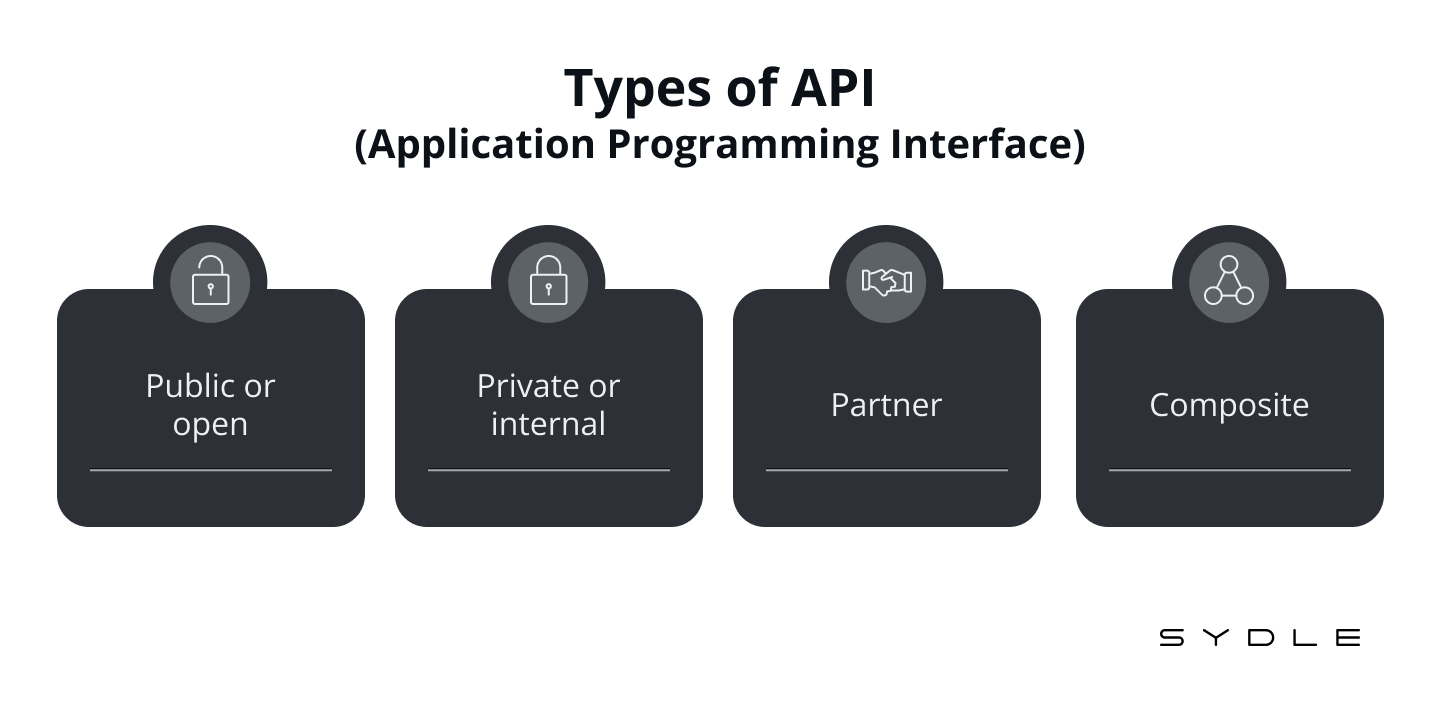 Types of API
(Application Programming Interface)
Public or
open
Private or
internal
Partner
Composite
SYDLE